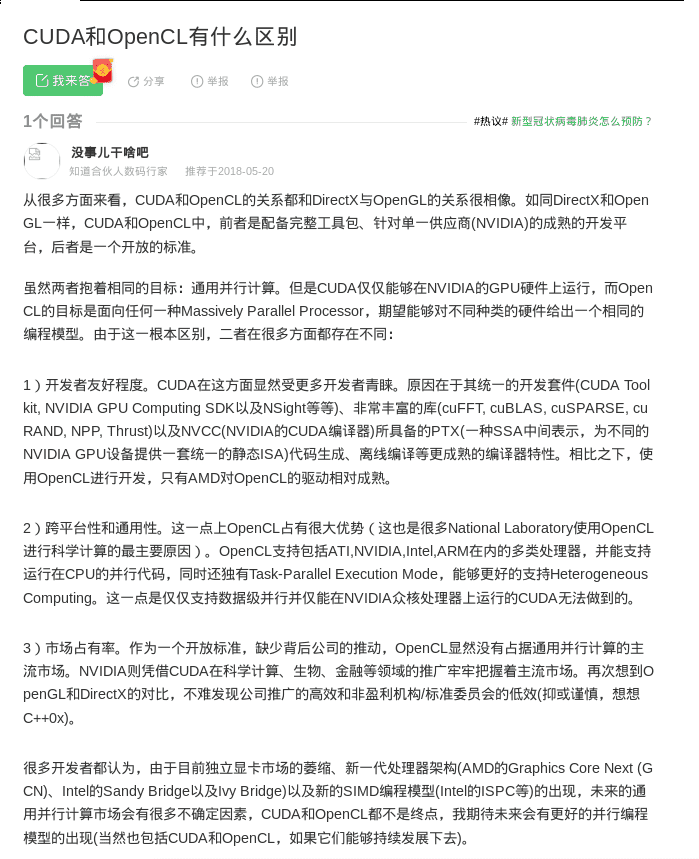 CUDA和OpenCL有什么区别
我来答
分享
举报
举报
1个回答
#热议# 新型冠状病毒肺炎怎么预防？
没事儿干啥吧
知道合伙人数码行家 推荐于2018-05-20
从很多方面来看，CUDA和OpenCL的关系都和DirectX与OpenGL的关系很相像。如同DirectX和Open
GL一样，CUDA和OpenCL中，前者是配备完整工具包、针对单一供应商(NVIDIA)的成熟的开发平
台，后者是一个开放的标准。
虽然两者抱着相同的目标：通用并行计算。但是CUDA仅仅能够在NVIDIA的GPU硬件上运行，而Open
CL的目标是面向任何一种Massively Parallel Processor，期望能够对不同种类的硬件给出一个相同的
编程模型。由于这一根本区别，二者在很多方面都存在不同：
1）开发者友好程度。CUDA在这方面显然受更多开发者青睐。原因在于其统一的开发套件(CUDA Tool
kit, NVIDIA GPU Computing SDK以及NSight等等)、非常丰富的库(cuFFT, cuBLAS, cuSPARSE, cu
RAND, NPP, Thrust)以及NVCC(NVIDIA的CUDA编译器)所具备的PTX(一种SSA中间表示，为不同的
NVIDIA GPU设备提供一套统一的静态ISA)代码生成、离线编译等更成熟的编译器特性。相比之下，使
用OpenCL进行开发，只有AMD对OpenCL的驱动相对成熟。
2）跨平台性和通用性。这一点上OpenCL占有很大优势（这也是很多National Laboratory使用OpenCL
进行科学计算的最主要原因）。OpenCL支持包括ATI,NVIDIA,Intel,ARM在内的多类处理器，并能支持
运行在CPU的并行代码，同时还独有Task-Parallel Execution Mode，能够更好的支持Heterogeneous
Computing。这一点是仅仅支持数据级并行并仅能在NVIDIA众核处理器上运行的CUDA无法做到的。
3）市场占有率。作为一个开放标准，缺少背后公司的推动，OpenCL显然没有占据通用并行计算的主
流市场。NVIDIA则凭借CUDA在科学计算、生物、金融等领域的推广牢牢把握着主流市场。再次想到O
penGL和DirectX的对比，不难发现公司推广的高效和非盈利机构/标准委员会的低效(抑或谨慎，想想
C++0x)。
很多开发者都认为，由于目前独立显卡市场的萎缩、新一代处理器架构(AMD的Graphics Core Next (G
CN)、Intel的Sandy Bridge以及Ivy Bridge)以及新的SIMD编程模型(Intel的ISPC等)的出现，未来的通
用并行计算市场会有很多不确定因素，CUDA和OpenCL都不是终点，我期待未来会有更好的并行编程
模型的出现(当然也包括CUDA和OpenCL，如果它们能够持续发展下去)。